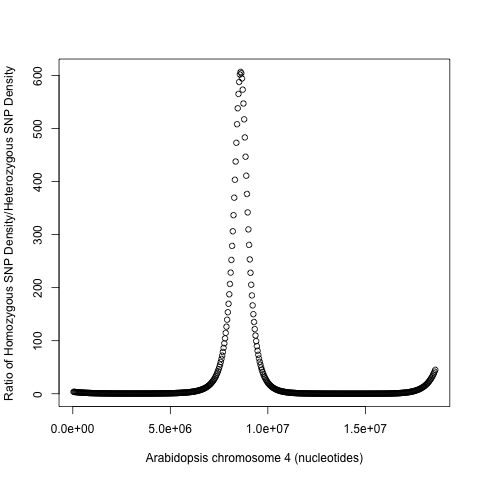 Ratio of Homozygous SNP Density/Heterozygous SNP Density
600
500
400
300
200
100
0
0.0e+00 5.0e+06 1.0e+07 1.5e+07
Arabidopsis chromosome 4 (nucleotides)